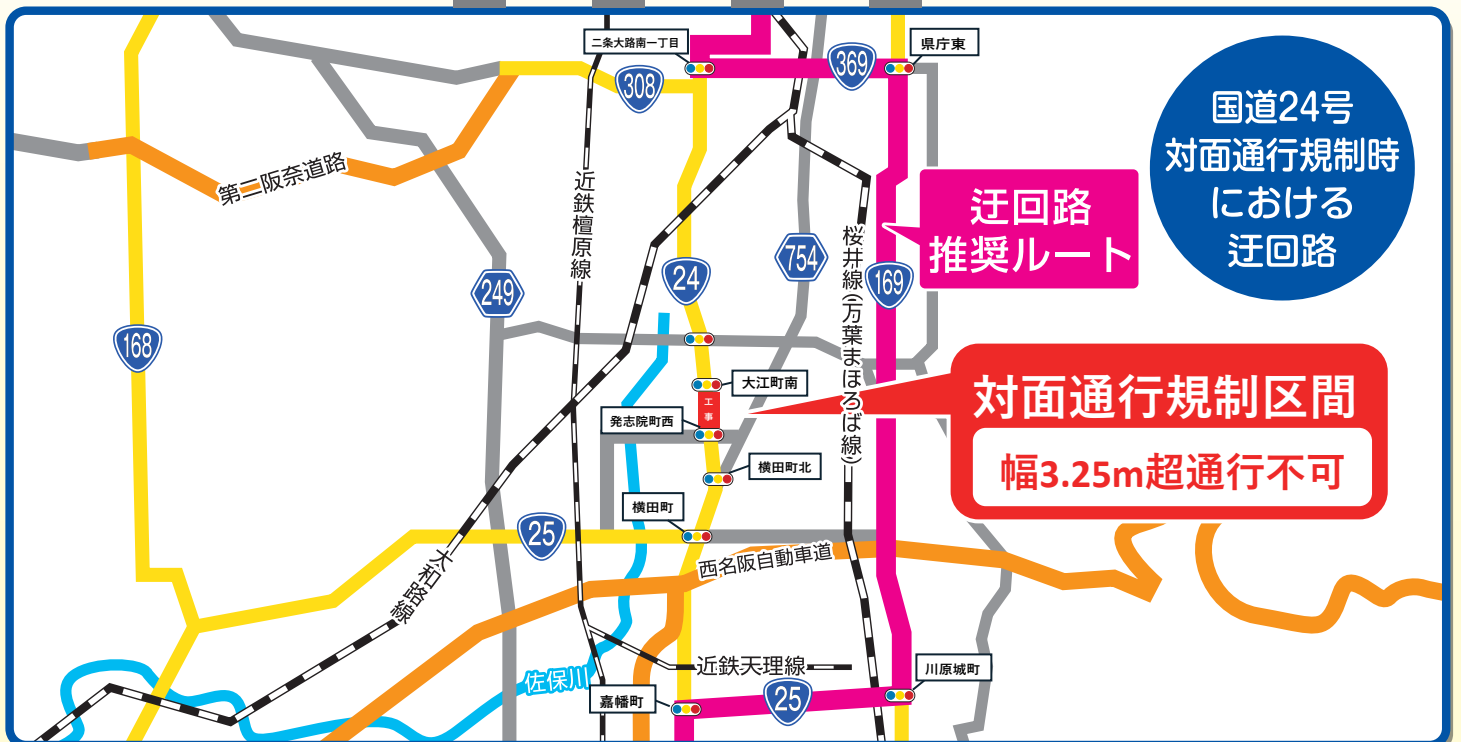 二条大路南一丁目
県庁東
369
308
国道24号
対面通行規制時
における
迂回路
第二阪奈道路
近鉄橿原線
迂回路
推奨ルート
桜井線(万葉まほろば線)
754
24
169
249
168
大江町南
工事
発志院町西
対面通行規制区間
幅3.25m超通行不可
横田町北
横田町
25
西名阪自動車道
大和路線
近鉄天理線
川原城町
佐保川
嘉幡町
25